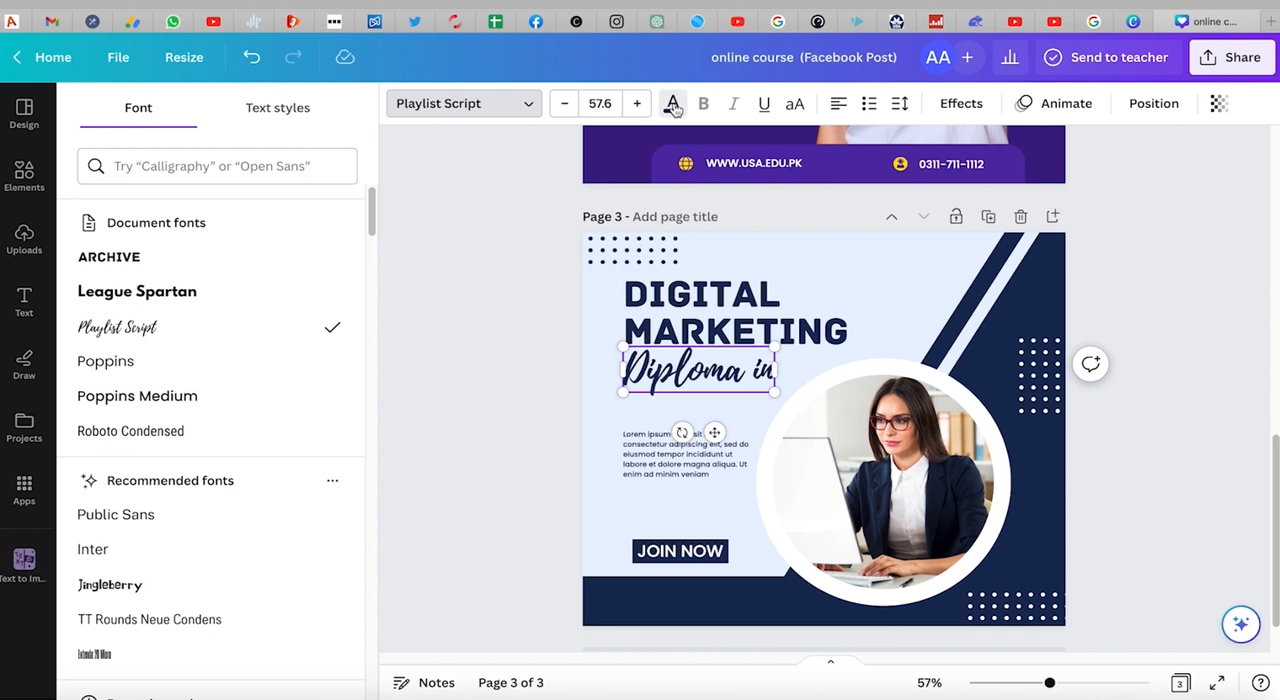 online c...
Home
File
Resize
online course (Facebook Post)
AA
+
Send to teacher
Share
Design
Elements
Uploads
Text
Draw
Projects
Apps
Text to Im...
Font
Text styles
Try “Calligraphy” or “Open Sans”
Document fonts
ARCHIVE
League Spartan
Playlist Script
Poppins
Poppins Medium
Roboto Condensed
Recommended fonts
...
Public Sans
Inter
Jingleberry
TT Rounds Neue Condens
Playlist Script
– 57.6 +
A B I U aA
Effects
Animate
Position
WWW.USA.EDU.PK
0311-711-1112
Page 3 - Add page title
DIGITAL
MARKETING
Diploma in
Lorem ipsum sit
consectetur adipiscing elit, sed do
eiusmod tempor incididunt ut
labore et dolore magna aliqua. Ut
enim ad minim veniam
JOIN NOW
Notes
Page 3 of 3
57%
3
?